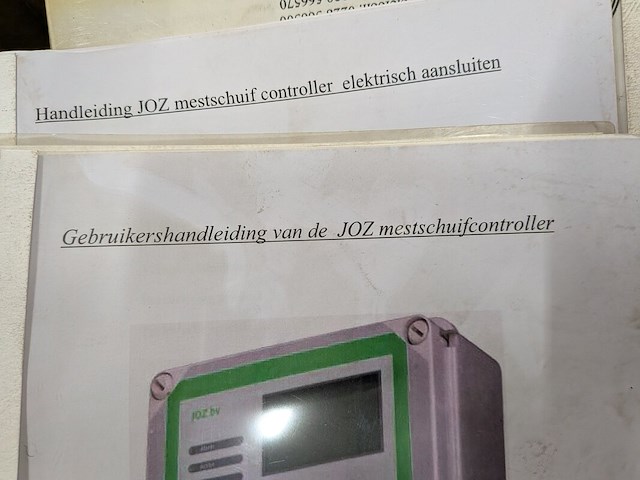 Handleiding JOZ mestschuif controller elektrisch aansluiten
Gebruikershandleiding van de JOZ mestschuifcontroller
JOZ bv